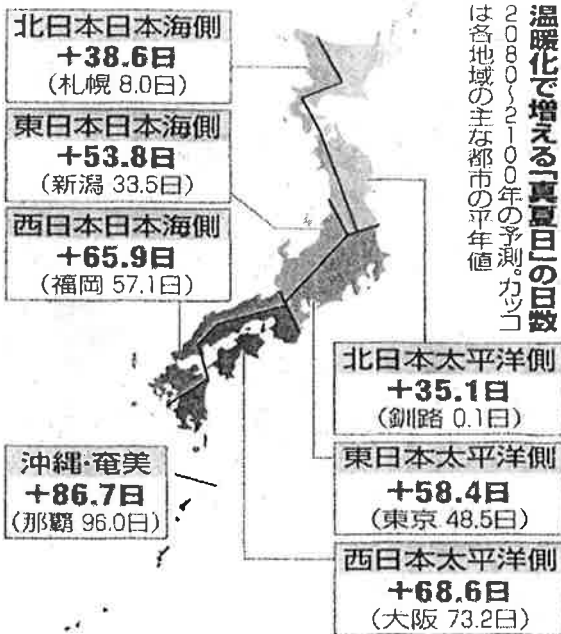 温暖化で増える「真夏日」の日数
2080~2100年の予測。カッコ
は各地域の主な都市の平年値
北日本日本海側
+38.6日
(札幌 8.0日)
東日本日本海側
+53.8日
(新潟 33.5日)
西日本日本海側
+65.9日
(福岡 57.1日)
北日本太平洋側
+35.1日
(釧路 0.1日)
東日本太平洋側
+58.4日
(東京 48.5日)
西日本太平洋側
+68.6日
(大阪 73.2日)
沖縄・奄美
+86.7日
(那覇 96.0日)